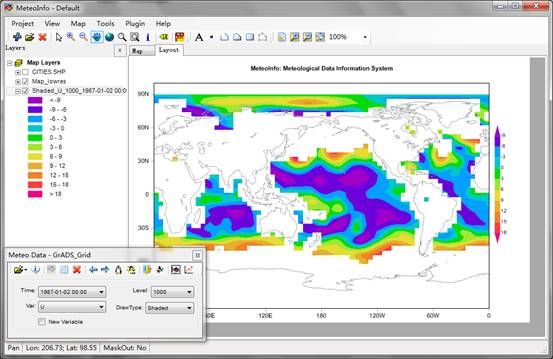 MeteoInfo - Default
Project View Map Tools Plugin Help
100%
Layers
Map Layers
CITIES.SHP
Map_lowres
Shaded_U_1000_1987-01-02 00:00
< -9
-9 - -6
-6 - -3
-3 - 0
0 - 3
3 - 6
6 - 9
9 - 12
12 - 15
15 - 18
> 18
Map Layout
MeteoInfo: Meteological Data Information System
90N
60N
30N
0
30S
120E
180
120W
60W
0
-9
-6
-3
0
3
6
9
12
15
18
Meteo Data - GrADS_Grid
Time: 1987-01-02 00:00 Level: 1000
Var: U DrawType: Shaded
New Variable
Pan Lon: 206.73; Lat: 98.55 MaskOut: No